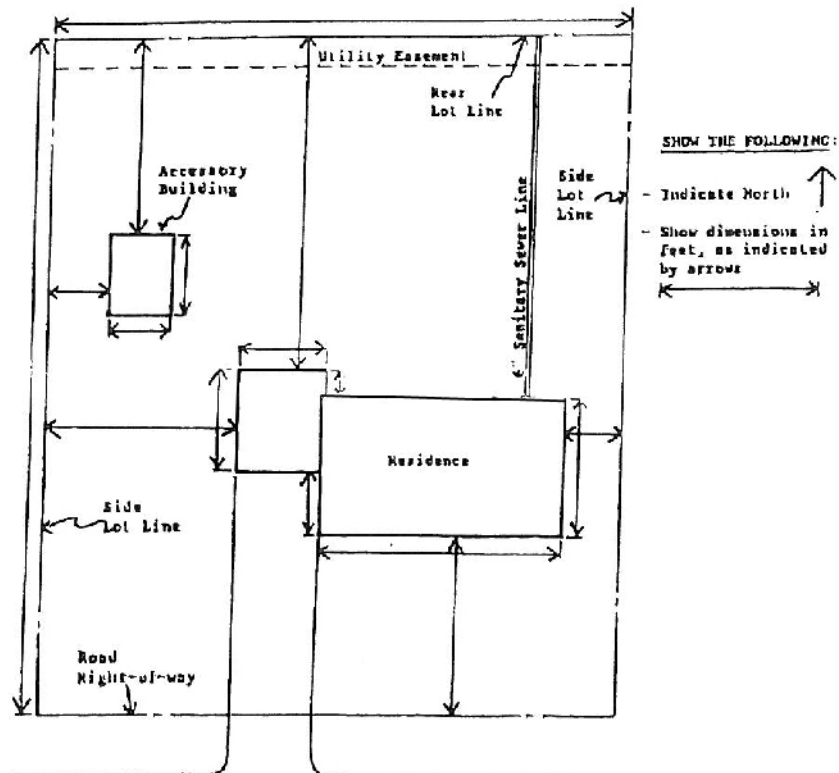 Utility Easement
Rear
Lot Line
SHOW THE FOLLOWING:
Accessory
Building
Side
Lot
Line
- Indicate North
- Show dimensions in
feet, as indicated
by arrows
6" Sanitary Sewer Line
Residence
Side
Lot Line
Road
Right-of-way